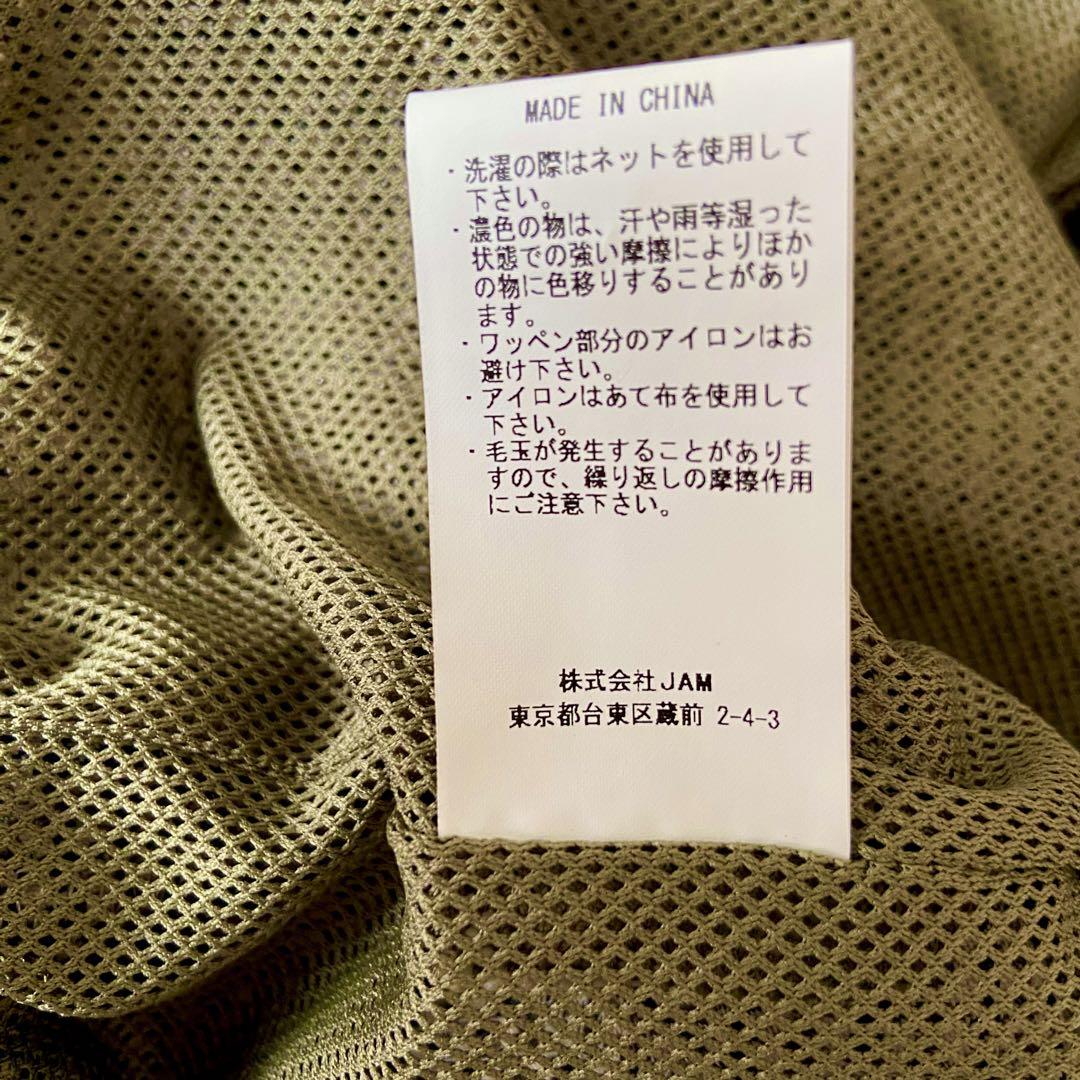 MADE IN CHINA
・洗濯の際はネットを使用して
下さい。
・濃色の物は、汗や雨等湿った
状態での強い摩擦によりほか
の物に色移りすることがあり
ます。
・ワッペン部分のアイロンはお
避け下さい。
・アイロンはあて布を使用して
下さい。
・毛玉が発生することがありま
すので、繰り返しの摩擦作用
にご注意下さい。
株式会社JAM
東京都台東区蔵前 2-4-3